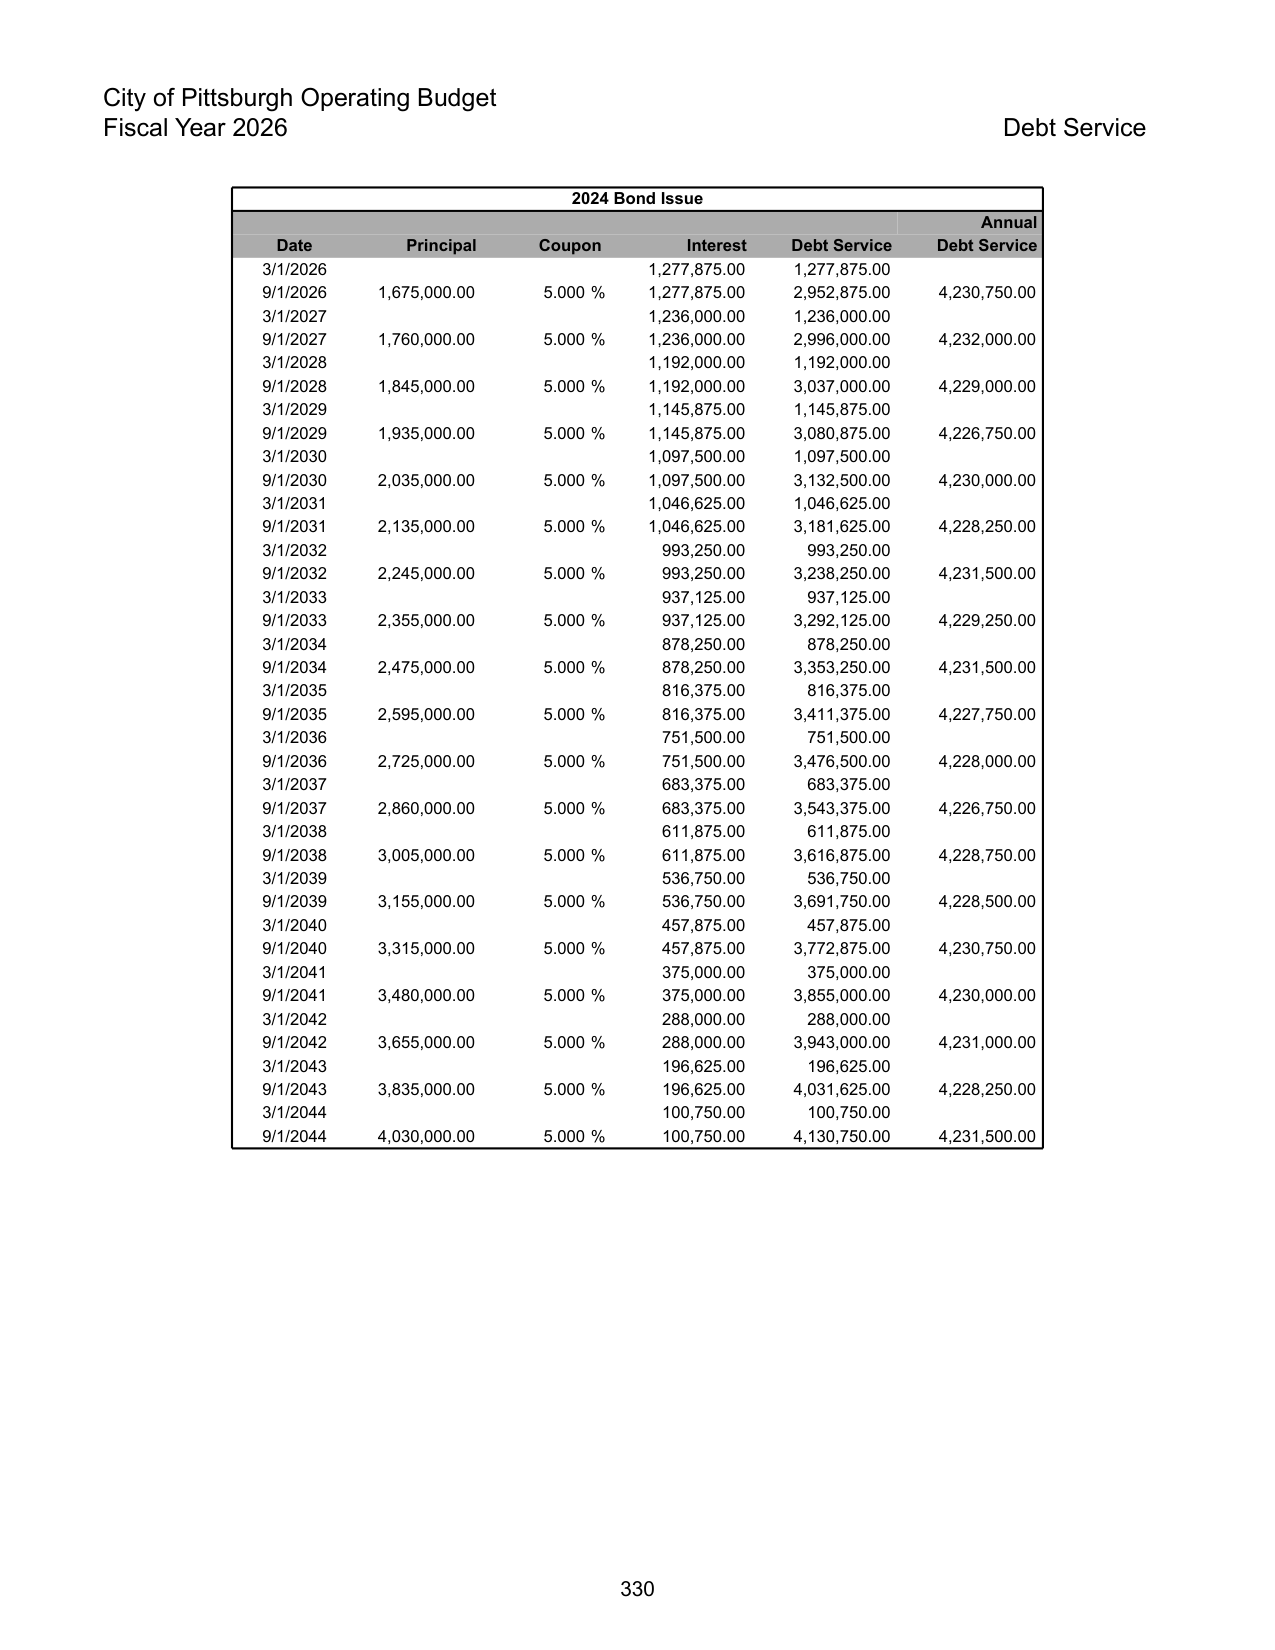 City of Pittsburgh Operating Budget
Fiscal Year 2026 Debt Service
2024 Bond Issue
Annual
Date Principal Coupon Interest Debt Service Debt Service
3/1/2026 1,277,875.00 1,277,875.00
9/1/2026 1,675,000.00 5.000 % 1,277,875.00 2,952,875.00 4,230,750.00
3/1/2027 1,236,000.00 1,236,000.00
9/1/2027 1,760,000.00 5.000 % 1,236,000.00 2,996,000.00 4,232,000.00
3/1/2028 1,192,000.00 1,192,000.00
9/1/2028 1,845,000.00 5.000 % 1,192,000.00 3,037,000.00 4,229,000.00
3/1/2029 1,145,875.00 1,145,875.00
9/1/2029 1,935,000.00 5.000 % 1,145,875.00 3,080,875.00 4,226,750.00
3/1/2030 1,097,500.00 1,097,500.00
9/1/2030 2,035,000.00 5.000 % 1,097,500.00 3,132,500.00 4,230,000.00
3/1/2031 1,046,625.00 1,046,625.00
9/1/2031 2,135,000.00 5.000 % 1,046,625.00 3,181,625.00 4,228,250.00
3/1/2032 993,250.00 993,250.00
9/1/2032 2,245,000.00 5.000 % 993,250.00 3,238,250.00 4,231,500.00
3/1/2033 937,125.00 937,125.00
9/1/2033 2,355,000.00 5.000 % 937,125.00 3,292,125.00 4,229,250.00
3/1/2034 878,250.00 878,250.00
9/1/2034 2,475,000.00 5.000 % 878,250.00 3,353,250.00 4,231,500.00
3/1/2035 816,375.00 816,375.00
9/1/2035 2,595,000.00 5.000 % 816,375.00 3,411,375.00 4,227,750.00
3/1/2036 751,500.00 751,500.00
9/1/2036 2,725,000.00 5.000 % 751,500.00 3,476,500.00 4,228,000.00
3/1/2037 683,375.00 683,375.00
9/1/2037 2,860,000.00 5.000 % 683,375.00 3,543,375.00 4,226,750.00
3/1/2038 611,875.00 611,875.00
9/1/2038 3,005,000.00 5.000 % 611,875.00 3,616,875.00 4,228,750.00
3/1/2039 536,750.00 536,750.00
9/1/2039 3,155,000.00 5.000 % 536,750.00 3,691,750.00 4,228,500.00
3/1/2040 457,875.00 457,875.00
9/1/2040 3,315,000.00 5.000 % 457,875.00 3,772,875.00 4,230,750.00
3/1/2041 375,000.00 375,000.00
9/1/2041 3,480,000.00 5.000 % 375,000.00 3,855,000.00 4,230,000.00
3/1/2042 288,000.00 288,000.00
9/1/2042 3,655,000.00 5.000 % 288,000.00 3,943,000.00 4,231,000.00
3/1/2043 196,625.00 196,625.00
9/1/2043 3,835,000.00 5.000 % 196,625.00 4,031,625.00 4,228,250.00
3/1/2044 100,750.00 100,750.00
9/1/2044 4,030,000.00 5.000 % 100,750.00 4,130,750.00 4,231,500.00
330